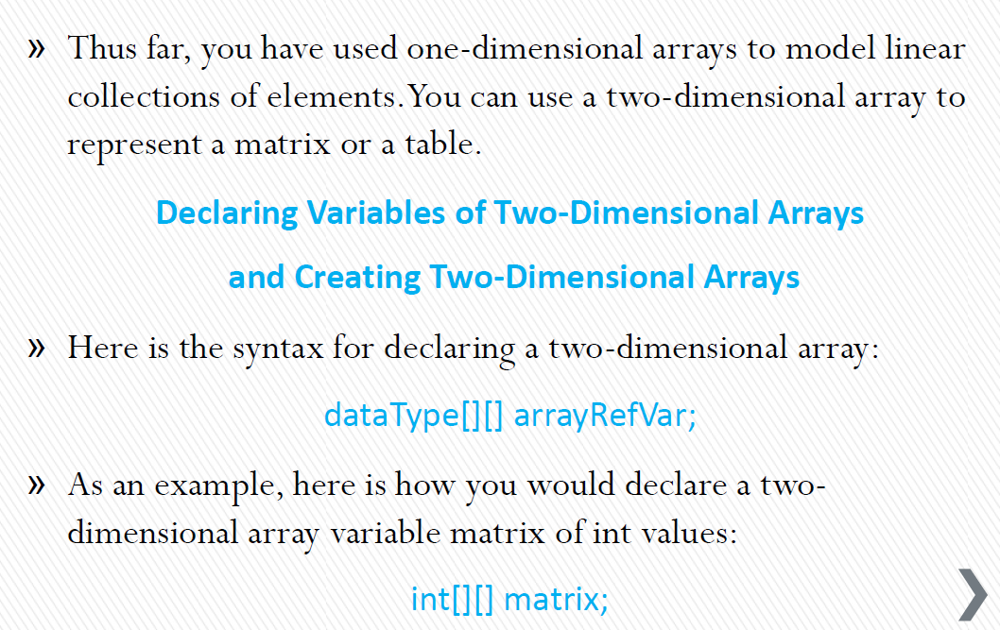 » Thus far, you have used one-dimensional arrays to model linear
collections of elements. You can use a two-dimensional array to
represent a matrix or a table.
Declaring Variables of Two-Dimensional Arrays
and Creating Two-Dimensional Arrays
» Here is the syntax for declaring a two-dimensional array:
dataType[][] arrayRefVar;
» As an example, here is how you would declare a two-
dimensional array variable matrix of int values:
int[][] matrix;